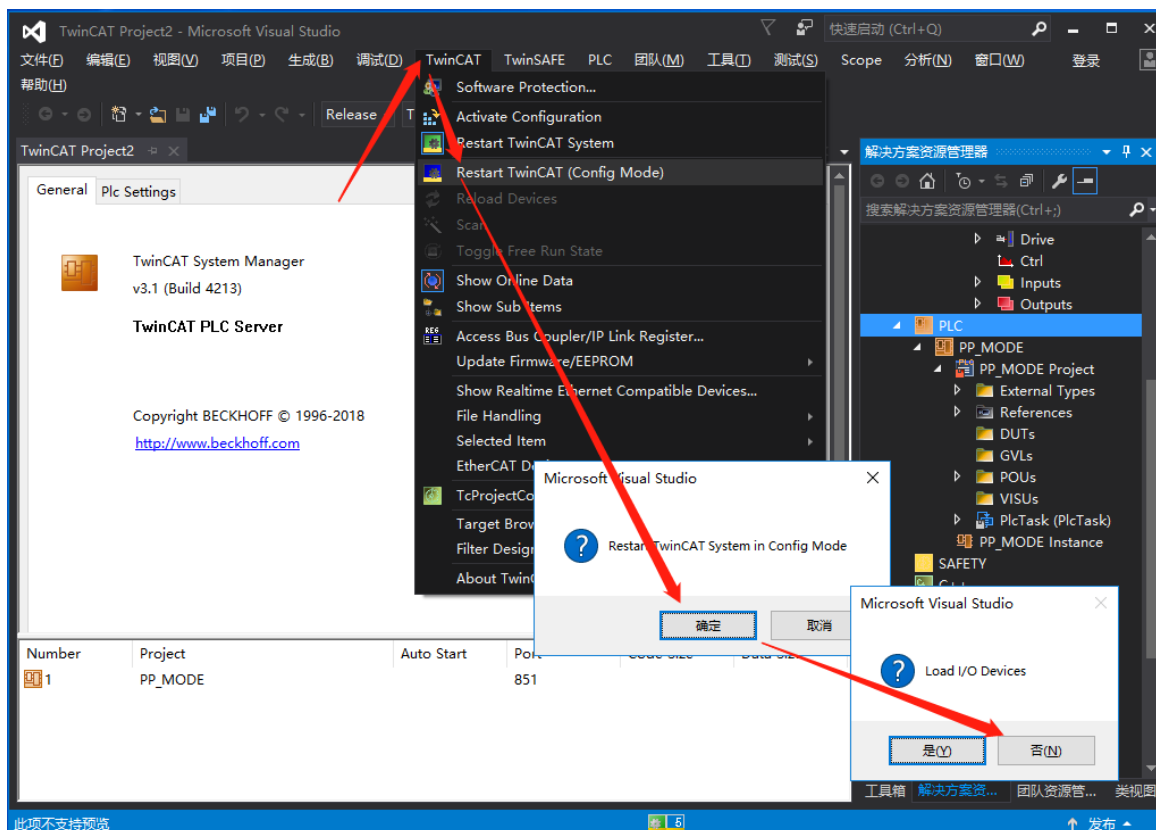 TwinCAT Project2 - Microsoft Visual Studio
快速启动 (Ctrl+Q)
文件(F) 编辑(E) 视图(V) 项目(P) 生成(B) 调试(D) TwinCAT TwinSAFE PLC 团队(M) 工具(T) 测试(S) Scope 分析(N) 窗口(W) 登录
帮助(H)
Release
TwinCAT Project2
General Plc Settings
TwinCAT System Manager
v3.1 (Build 4213)
TwinCAT PLC Server
Copyright BECKHOFF © 1996-2018
http://www.beckhoff.com
Software Protection...
Activate Configuration
Restart TwinCAT System
Restart TwinCAT (Config Mode)
Reload Devices
Scan
Toggle Free Run State
Show Online Data
Show Sub Items
Access Bus Coupler/IP Link Register...
Update Firmware/EEPROM
Show Realtime Ethernet Compatible Devices...
File Handling
Selected Item
EtherCAT
Target
Filter
About
解决方案资源管理器
搜索解决方案资源管理器(Ctrl+;)
Drive
Ctrl
Inputs
Outputs
PLC
PP_MODE
PP_MODE Project
External Types
References
DUTs
GVLs
POUs
VISUs
PlcTask (PlcTask)
PP_MODE Instance
SAFETY
Microsoft Visual Studio
Restart TwinCAT System in Config Mode
确定 取消
Microsoft Visual Studio
Load I/O Devices
是(Y) 否(N)
Number Project Auto Start Port
1 PP_MODE 851
工具箱 解决方案资... 团队资源管... 类视图
此项不支持预览 5 发布